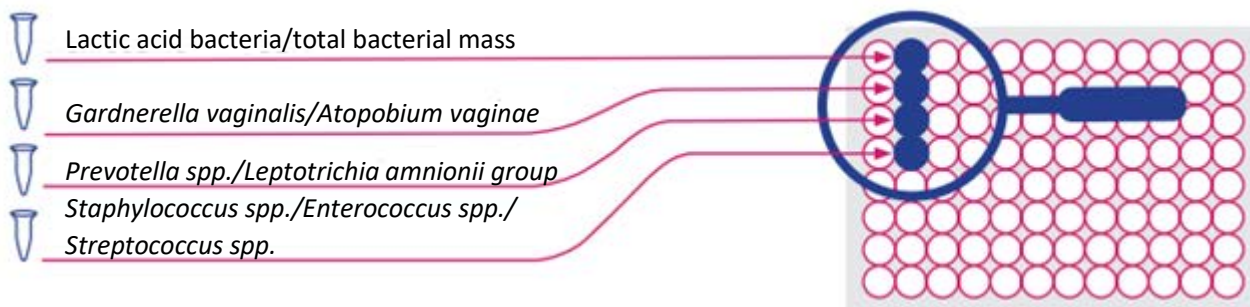 Lactic acid bacteria/total bacterial mass
Gardnerella vaginalis/Atopobium vaginae
Prevotella spp./Leptotrichia amnionii group
Staphylococcus spp./Enterococcus spp./
Streptococcus spp.